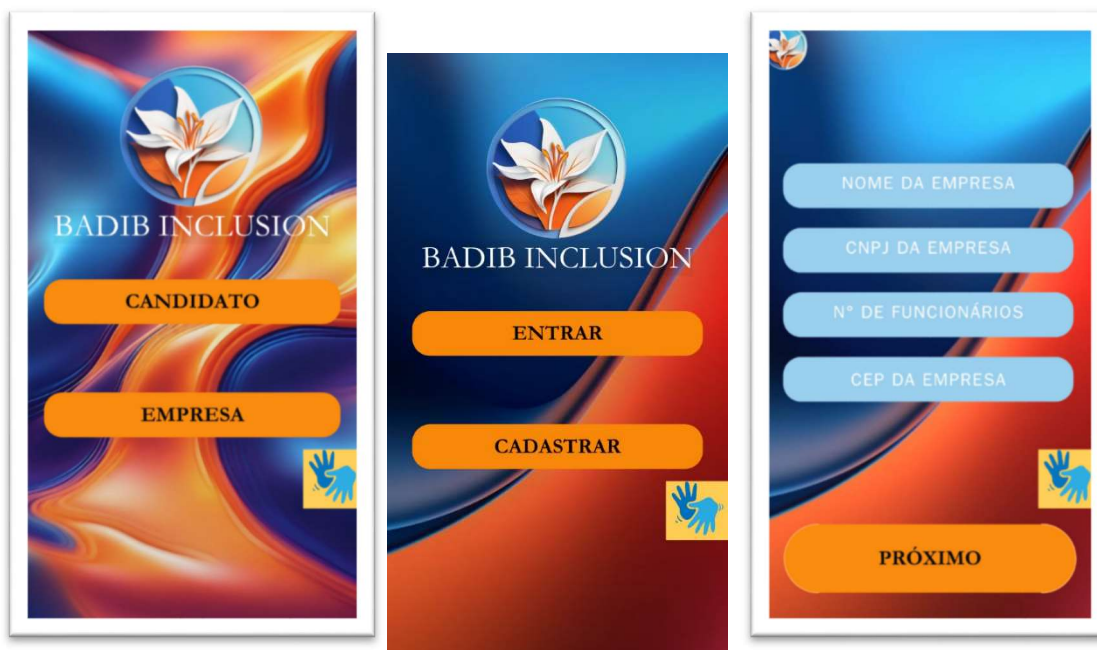 BADIB INCLUSION
CANDIDATO
EMPRESA
BADIB INCLUSION
ENTRAR
CADASTRAR
NOME DA EMPRESA
CNPJ DA EMPRESA
N° DE FUNCIONÁRIOS
CEP DA EMPRESA
PRÓXIMO